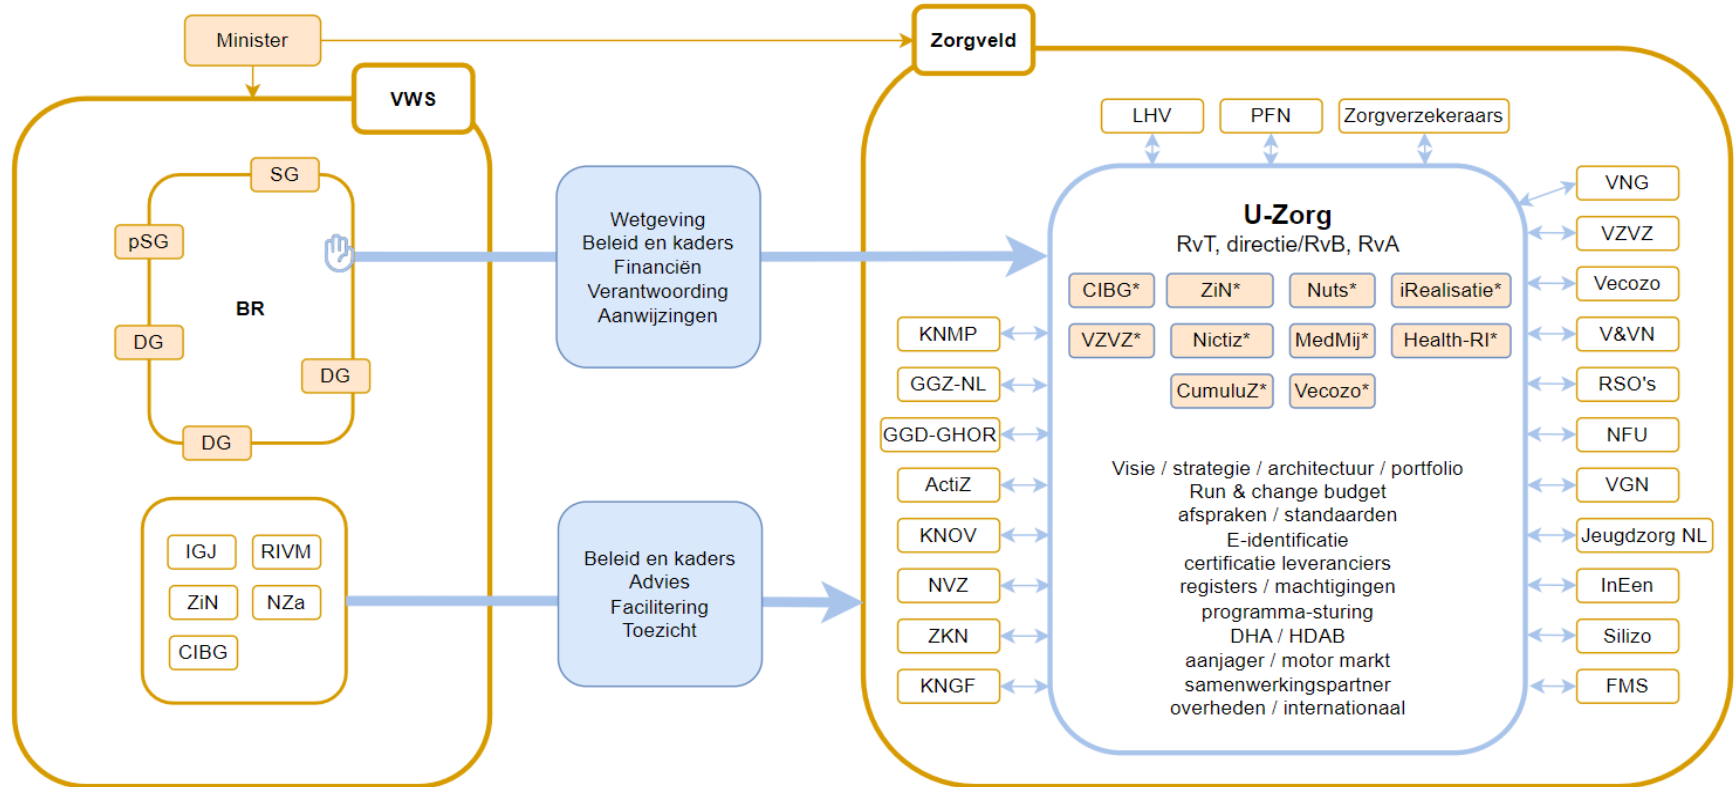 Minister
VWS
SG
pSG
BR
DG
DG
DG
IGJ
RIVM
ZiN
NZa
CIBG
Wetgeving
Beleid en kaders
Financiën
Verantwoording
Aanwijzingen
Beleid en kaders
Advies
Facilitering
Toezicht
Zorgveld
LHV
PFN
Zorgverzekeraars
KNMP
GGZ-NL
GGD-GHOR
ActiZ
KNOV
NVZ
ZKN
KNGF
U-Zorg
RvT, directie/RvB, RvA
CIBG*
ZiN*
Nuts*
iRealisatie*
VZVZ*
Nictiz*
MedMij*
Health-RI*
CumuluZ*
Vecozo*
Visie / strategie / architectuur / portfolio
Run & change budget
afspraken / standaarden
E-identificatie
certificatie leveranciers
registers / machtigingen
programma-sturing
DHA / HDAB
aanjager / motor markt
samenwerkingspartner
overheden / internationaal
VNG
VZVZ
Vecozo
V&VN
RSO's
NFU
VGN
Jeugdzorg NL
InEen
Silizo
FMS